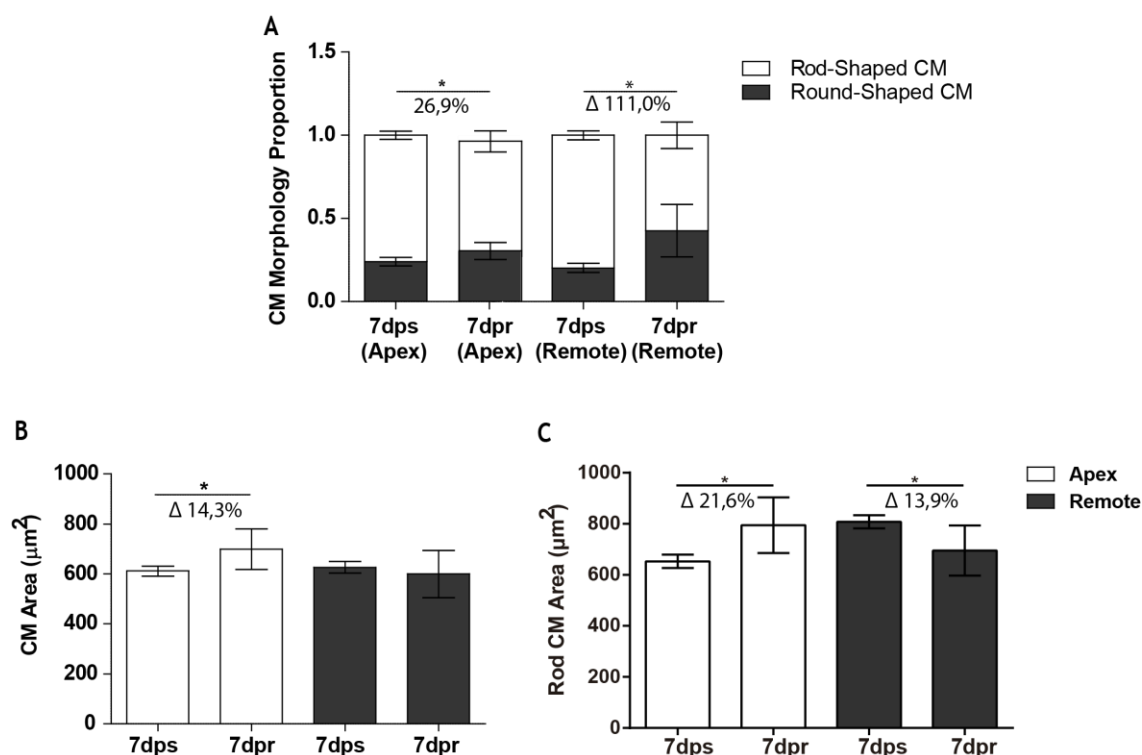 A
CM Morphology Proportion
1.5
1.0
0.5
0.0
*
26,9%
*
Δ 111,0%
Rod-Shaped CM
Round-Shaped CM
7dps
(Apex)
7dpr
(Apex)
7dps
(Remote)
7dpr
(Remote)
B
CM Area (μm²)
1000
800
600
400
200
0
*
Δ 14,3%
7dps
7dpr
7dps
7dpr
C
Rod CM Area (μm²)
1000
800
600
400
200
0
*
Δ 21,6%
*
Δ 13,9%
Apex
Remote
7dps
7dpr
7dps
7dpr